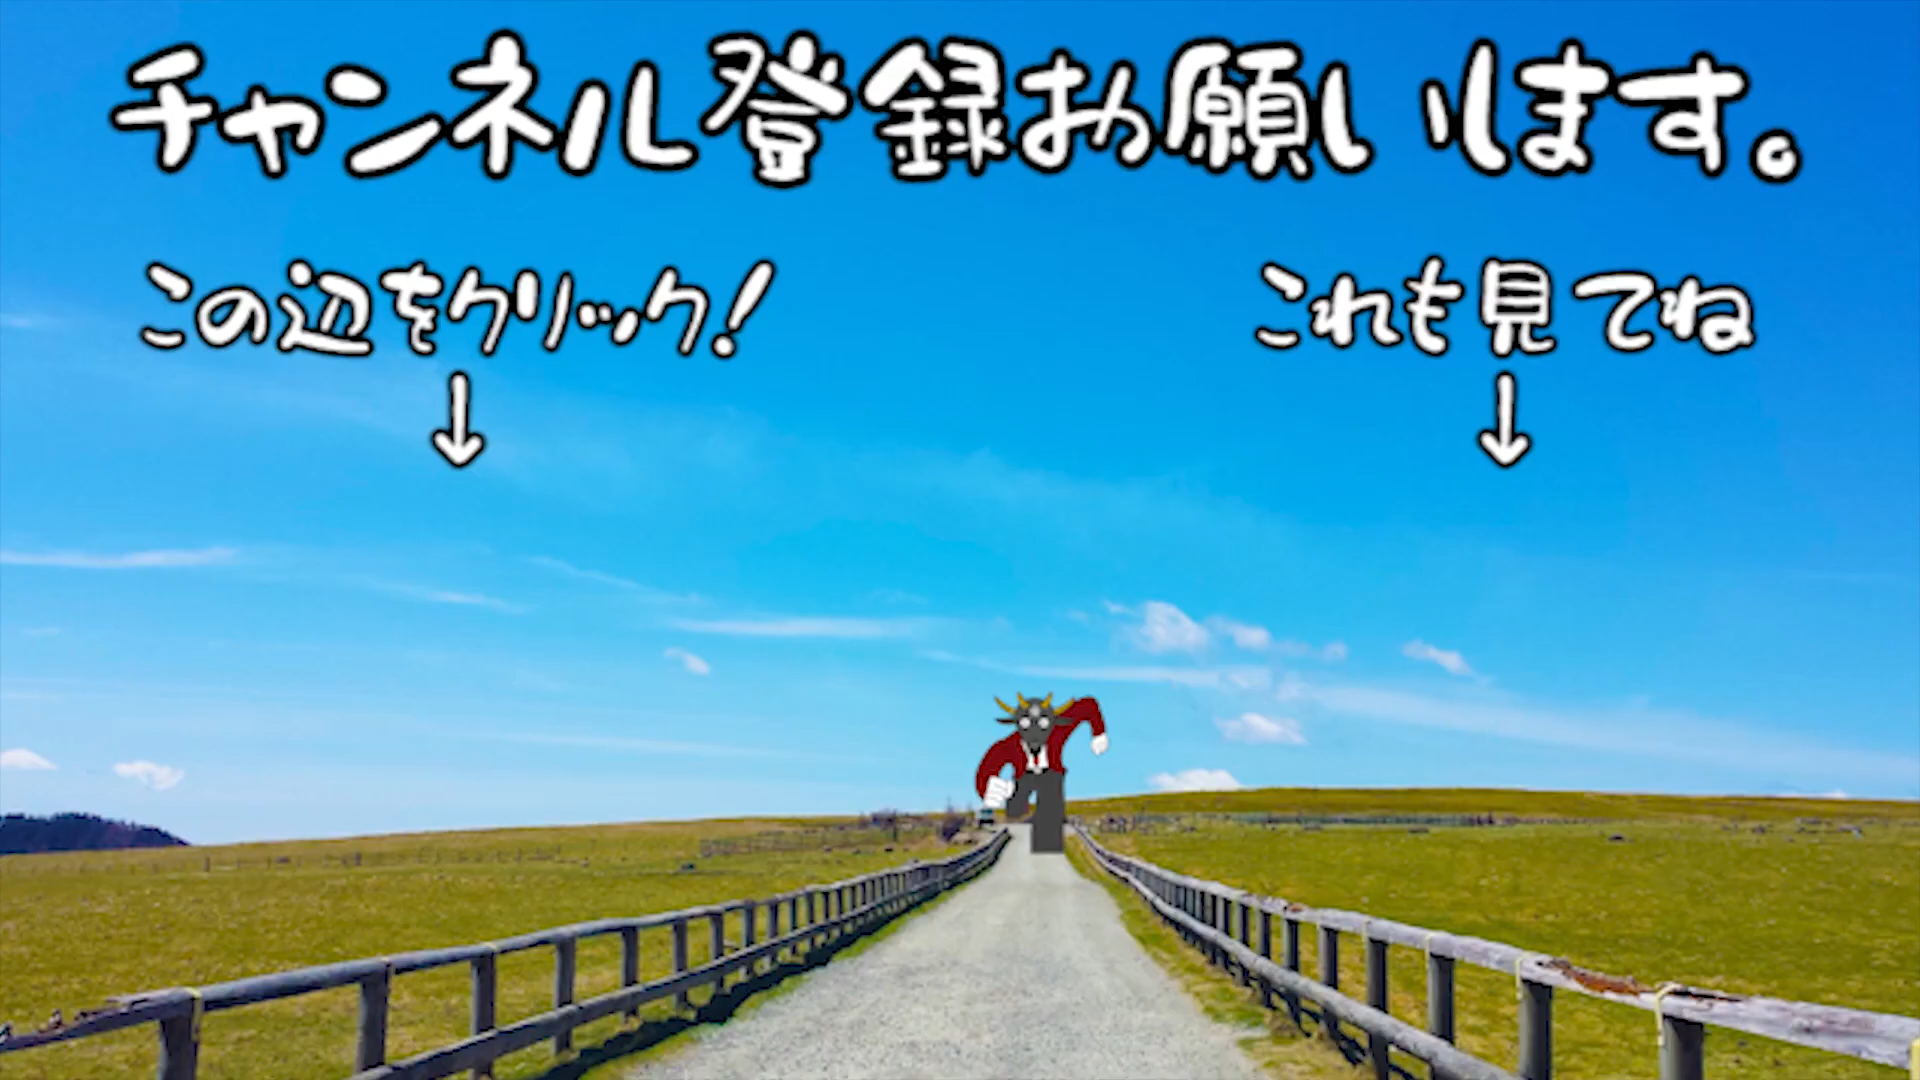 チャンネル登録お願いします。
この辺をクリック!
これも見てね
↓
↓